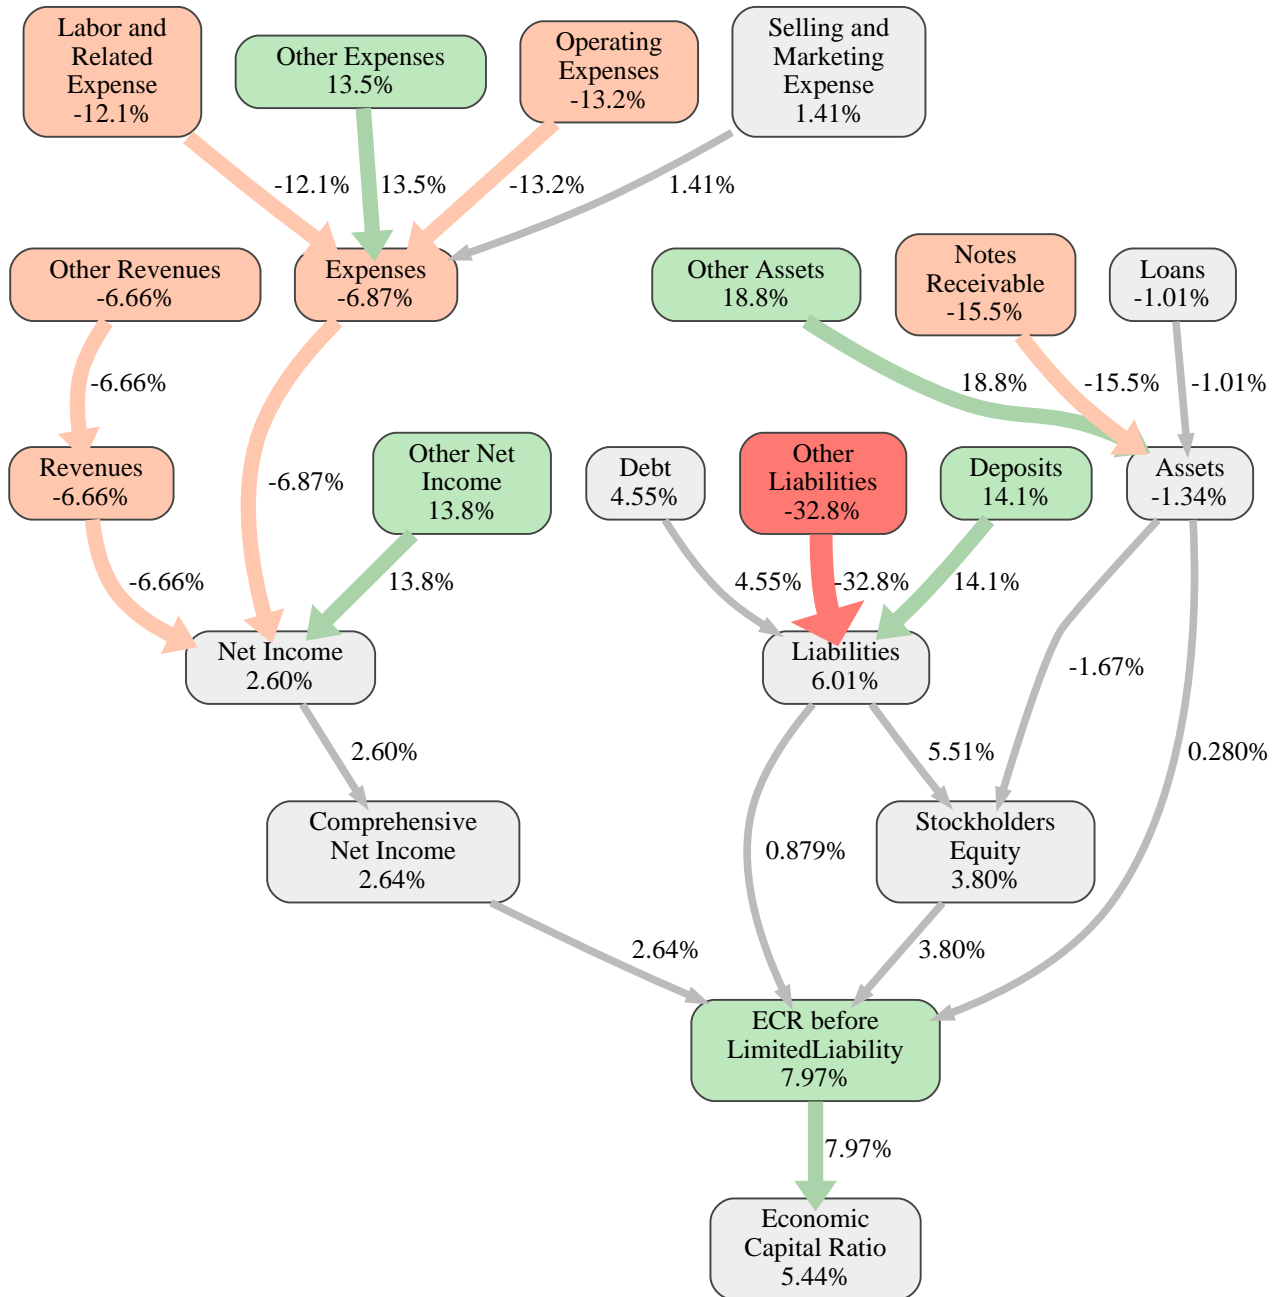 Labor and
Related
Expense
-12.1%
Other Expenses
13.5%
Operating
Expenses
-13.2%
Selling and
Marketing
Expense
1.41%
-12.1%
13.5%
-13.2%
1.41%
Other Revenues
-6.66%
Expenses
-6.87%
Other Assets
18.8%
Notes
Receivable
-15.5%
Loans
-1.01%
-6.66%
18.8%
-15.5%
-1.01%
Revenues
-6.66%
-6.87%
Other Net
Income
13.8%
Debt
4.55%
Other
Liabilities
-32.8%
Deposits
14.1%
Assets
-1.34%
-6.66%
13.8%
4.55%
-32.8%
14.1%
Net Income
2.60%
Liabilities
6.01%
-1.67%
2.60%
5.51%
0.280%
Comprehensive
Net Income
2.64%
0.879%
Stockholders
Equity
3.80%
2.64%
3.80%
ECR before
LimitedLiability
7.97%
7.97%
Economic
Capital Ratio
5.44%